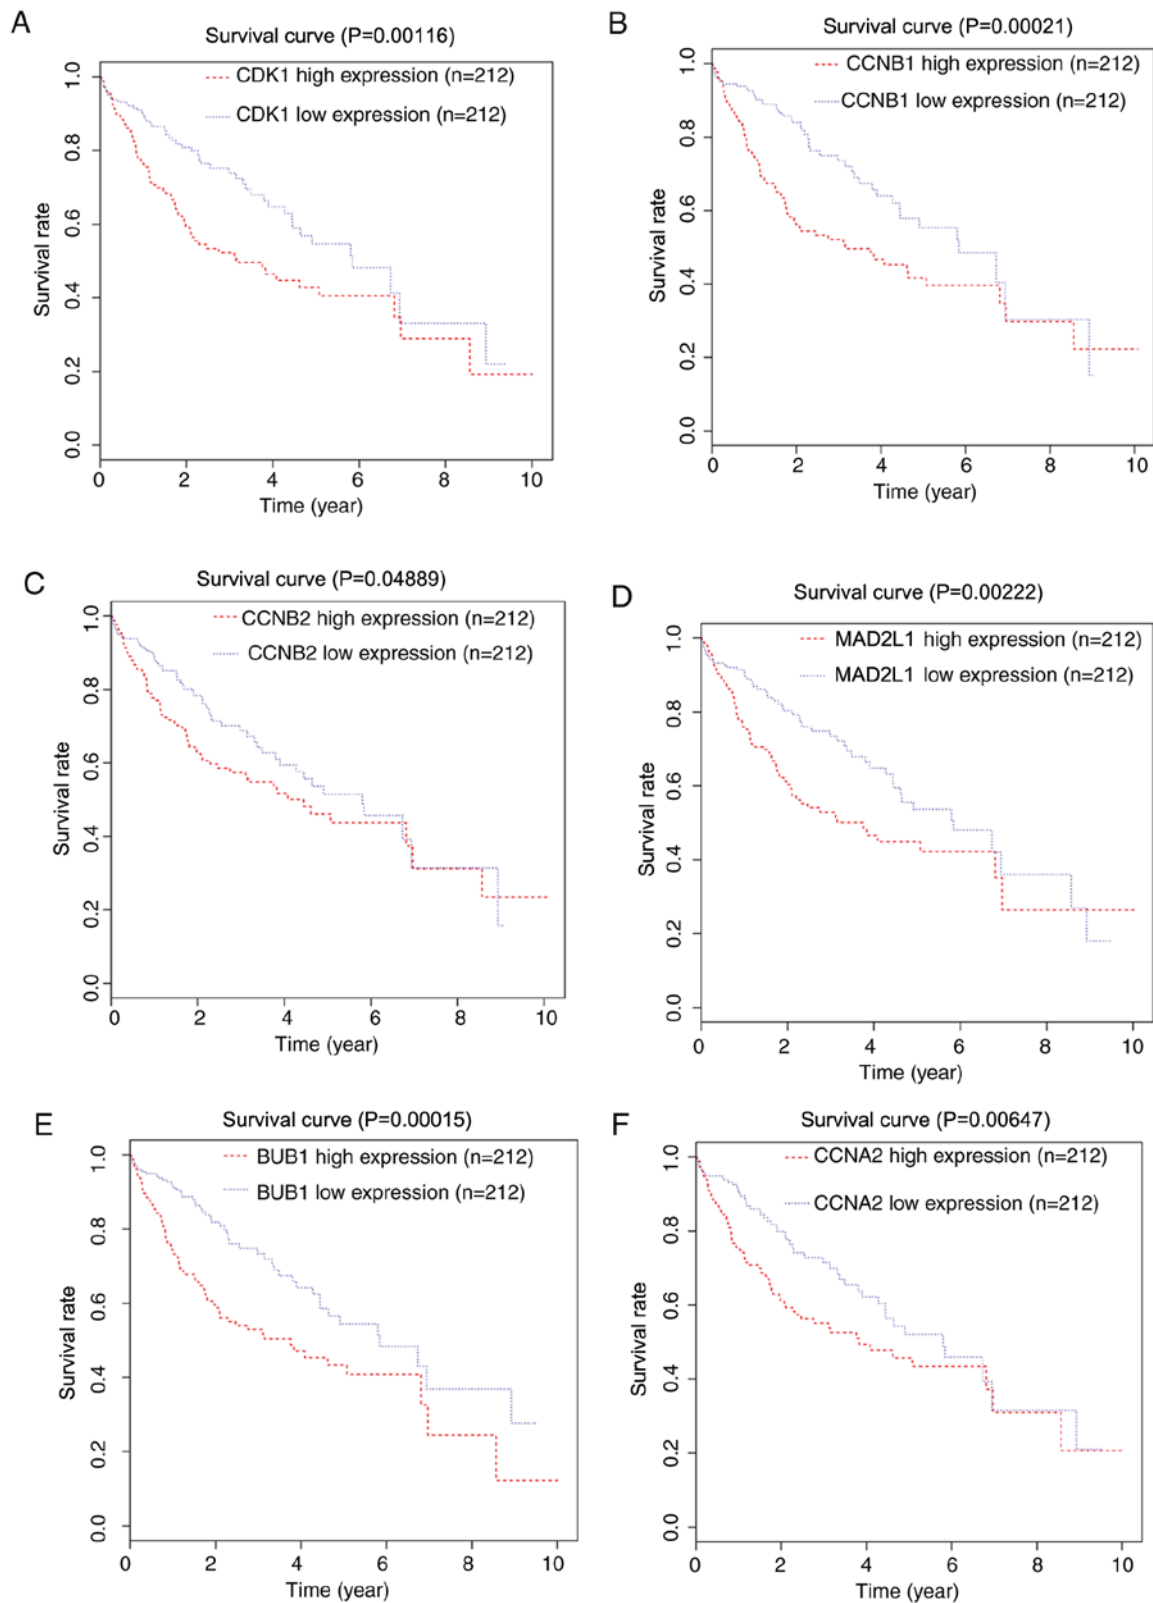 A
Survival curve (P=0.00116)
CDK1 high expression (n=212)
CDK1 low expression (n=212)
Survival rate
1.0
0.8
0.6
0.4
0.2
0.0
0 2 4 6 8 10
Time (year)
B
Survival curve (P=0.00021)
CCNB1 high expression (n=212)
CCNB1 low expression (n=212)
Survival rate
1.0
0.8
0.6
0.4
0.2
0.0
0 2 4 6 8 10
Time (year)
C
Survival curve (P=0.04889)
CCNB2 high expression (n=212)
CCNB2 low expression (n=212)
Survival rate
1.0
0.8
0.6
0.4
0.2
0.0
0 2 4 6 8 10
Time (year)
D
Survival curve (P=0.00222)
MAD2L1 high expression (n=212)
MAD2L1 low expression (n=212)
Survival rate
1.0
0.8
0.6
0.4
0.2
0.0
0 2 4 6 8 10
Time (year)
E
Survival curve (P=0.00015)
BUB1 high expression (n=212)
BUB1 low expression (n=212)
Survival rate
1.0
0.8
0.6
0.4
0.2
0.0
0 2 4 6 8 10
Time (year)
F
Survival curve (P=0.00647)
CCNA2 high expression (n=212)
CCNA2 low expression (n=212)
Survival rate
1.0
0.8
0.6
0.4
0.2
0.0
0 2 4 6 8 10
Time (year)